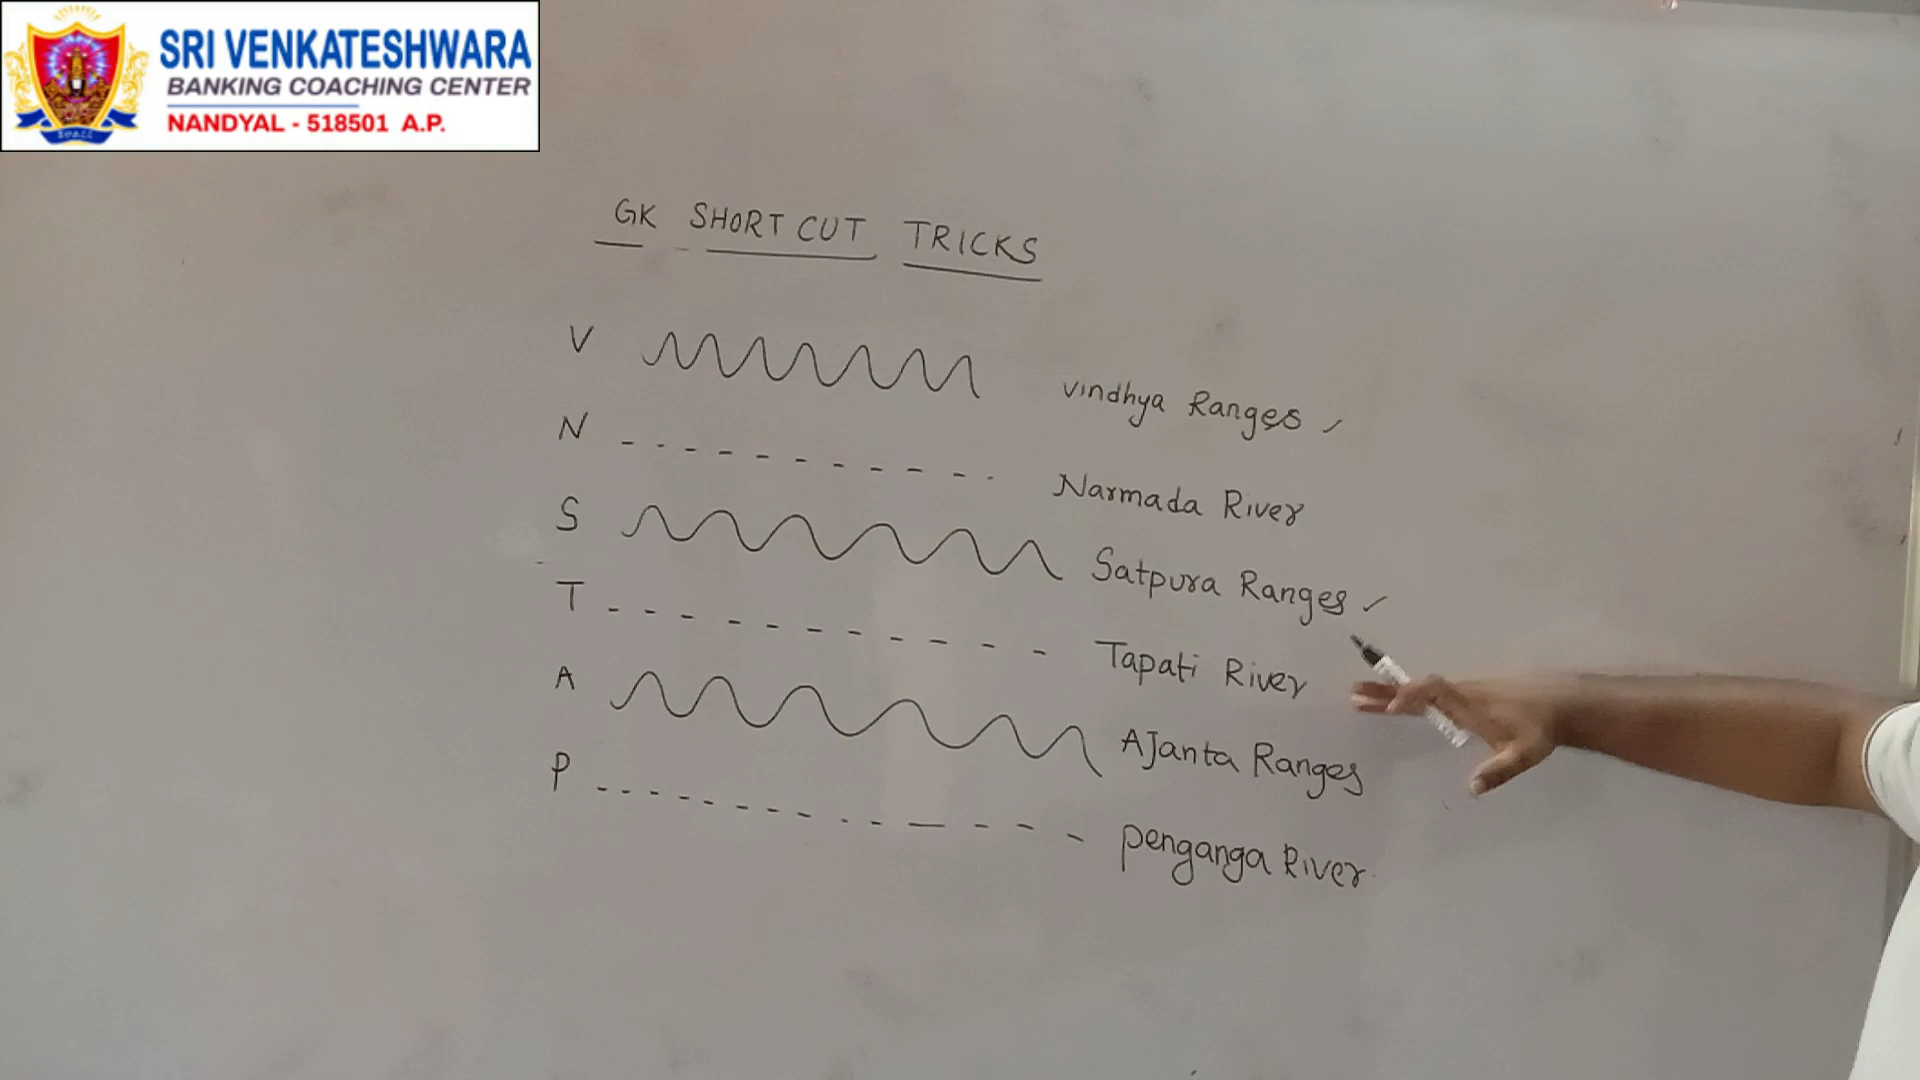 SRI VENKATESHWARA
BANKING COACHING CENTER
NANDYAL - 518501 A.P.
GK SHORT CUT TRICKS
V Vindhya Ranges ✓
N Narmada River
S Satpura Ranges ✓
T Tapati River
A AJanta Ranges
P penganga River